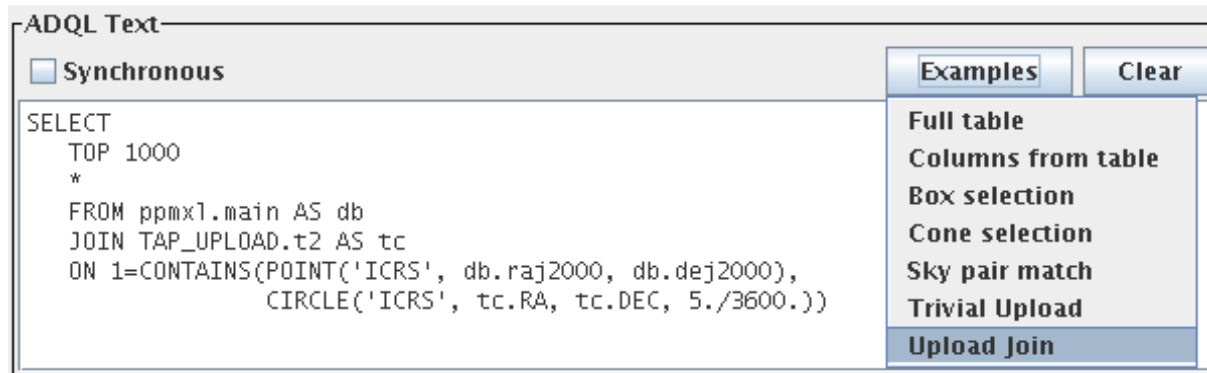 ADQL Text
Synchronous
Examples
Clear
SELECT
TOP 1000
*
FROM ppmxl.main AS db
JOIN TAP_UPLOAD.t2 AS tc
ON 1=CONTAINS(POINT('ICRS', db.raj2000, db.dej2000),
CIRCLE('ICRS', tc.RA, tc.DEC, 5./3600.))
Full table
Columns from table
Box selection
Cone selection
Sky pair match
Trivial Upload
Upload Join